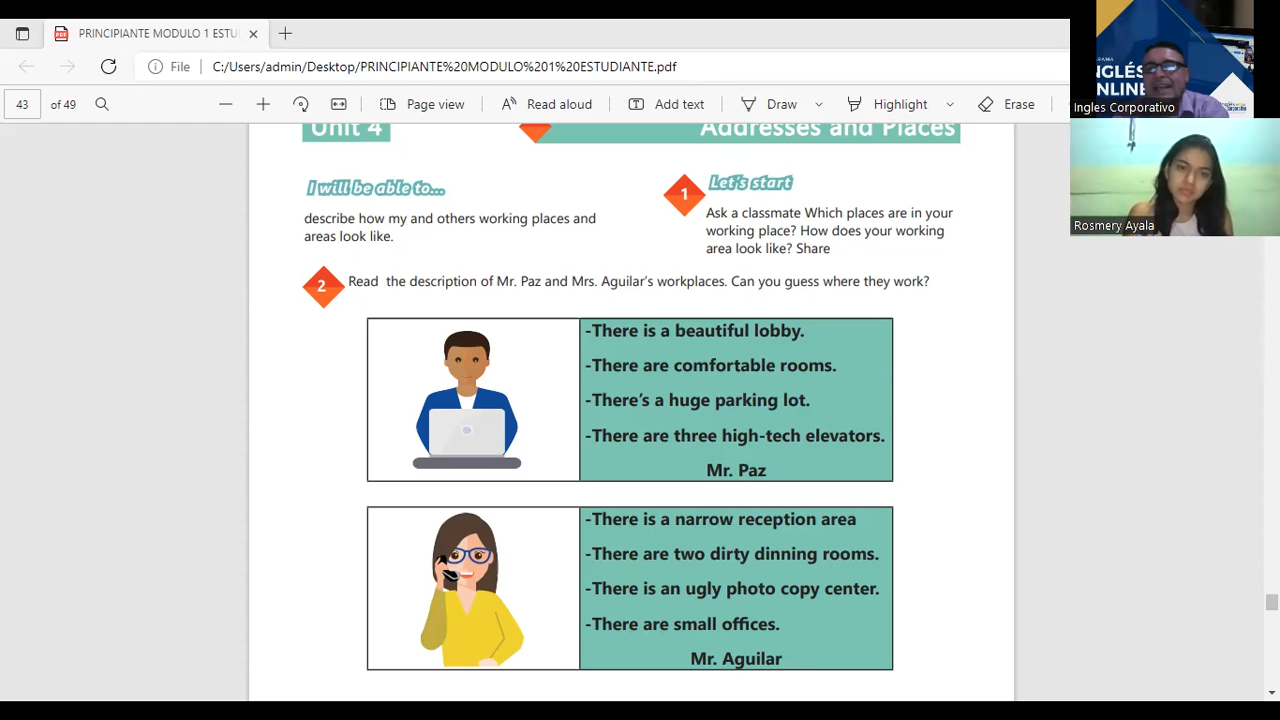 PRINCIPIANTE MODULO 1 ESTU
File
C:/Users/admin/Desktop/PRINCIPIANTE%20MODULO%201%20ESTUDIANTE.pdf
43 of 49
Page view
Read aloud
Add text
Draw
Highlight
Erase
INGLÉS
ONLINE
Ingles Corporativo
Rosmery Ayala
Unit 4
Addresses and Places
I will be able to...
describe how my and others working places and
areas look like.
1
Let's start
Ask a classmate Which places are in your
working place? How does your working
area look like? Share
2
Read the description of Mr. Paz and Mrs. Aguilar's workplaces. Can you guess where they work?
-There is a beautiful lobby.
-There are comfortable rooms.
-There's a huge parking lot.
-There are three high-tech elevators.
Mr. Paz
-There is a narrow reception area
-There are two dirty dinning rooms.
-There is an ugly photo copy center.
-There are small offices.
Mr. Aguilar